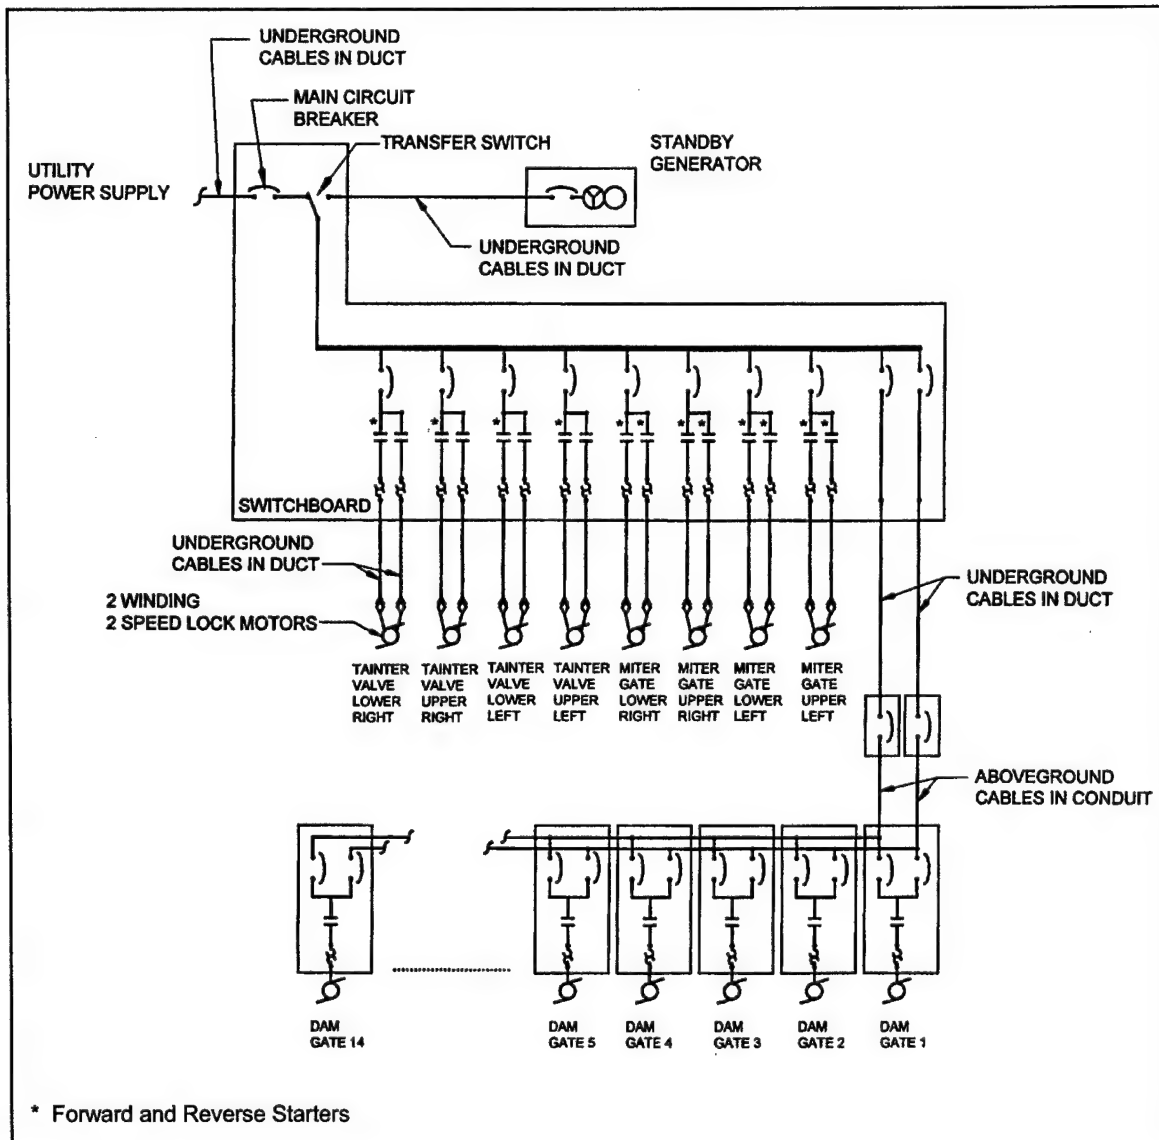 UNDERGROUND
CABLES IN DUCT
MAIN CIRCUIT
BREAKER
TRANSFER SWITCH
STANDBY
GENERATOR
UTILITY
POWER SUPPLY
UNDERGROUND
CABLES IN DUCT
* * * * * * * * * * * *
SWITCHBOARD
UNDERGROUND
CABLES IN DUCT
UNDERGROUND
CABLES IN DUCT
2 WINDING
2 SPEED LOCK MOTORS
TAINTER
VALVE
LOWER
RIGHT
TAINTER
VALVE
UPPER
RIGHT
TAINTER
VALVE
LOWER
LEFT
TAINTER
VALVE
UPPER
LEFT
MITER
GATE
LOWER
RIGHT
MITER
GATE
UPPER
RIGHT
MITER
GATE
LOWER
LEFT
MITER
GATE
UPPER
LEFT
ABOVEGROUND
CABLES IN CONDUIT
DAM
GATE 14
DAM
GATE 5
DAM
GATE 4
DAM
GATE 3
DAM
GATE 2
DAM
GATE 1
* Forward and Reverse Starters